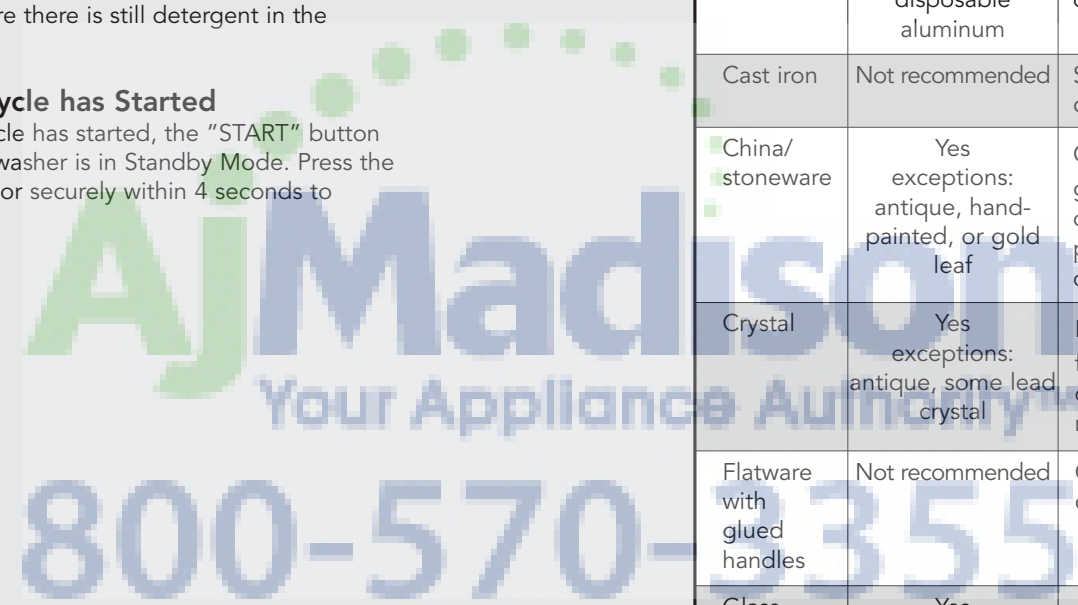 re there is still detergent in the
ycle has Started
cle has started, the "START" button
washer is in Standby Mode. Press the
or securely within 4 seconds to
disposable
aluminum
Cast iron
Not recommended
China/
stoneware
Yes
exceptions:
antique, hand-
painted, or gold
leaf
Crystal
Yes
exceptions:
antique, some lead
crystal
Flatware
with
glued
handles
Not recommended
Glass
Yes
AjMadison
Your Appliance Authority
800-570-3355